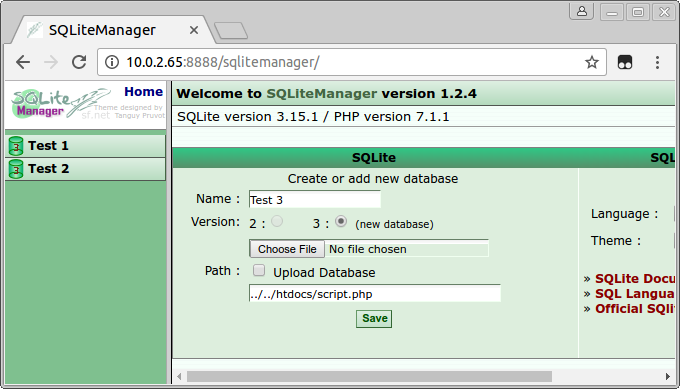 SQLiteManager
10.0.2.65:8888/sqlitemanager/
SQLite
Manager
Home
Theme designed by
sf.net Tanguy Pruvot
3 Test 1
3 Test 2
Welcome to SQLiteManager version 1.2.4
SQLite version 3.15.1 / PHP version 7.1.1
SQLite
Create or add new database
Name : Test 3
Version: 2 : 3 : (new database)
Choose File No file chosen
Path : Upload Database
../../htdocs/script.php
Save
SQL
Language :
Theme :
» SQLite Docu
» SQL Langua
» Official SQlit